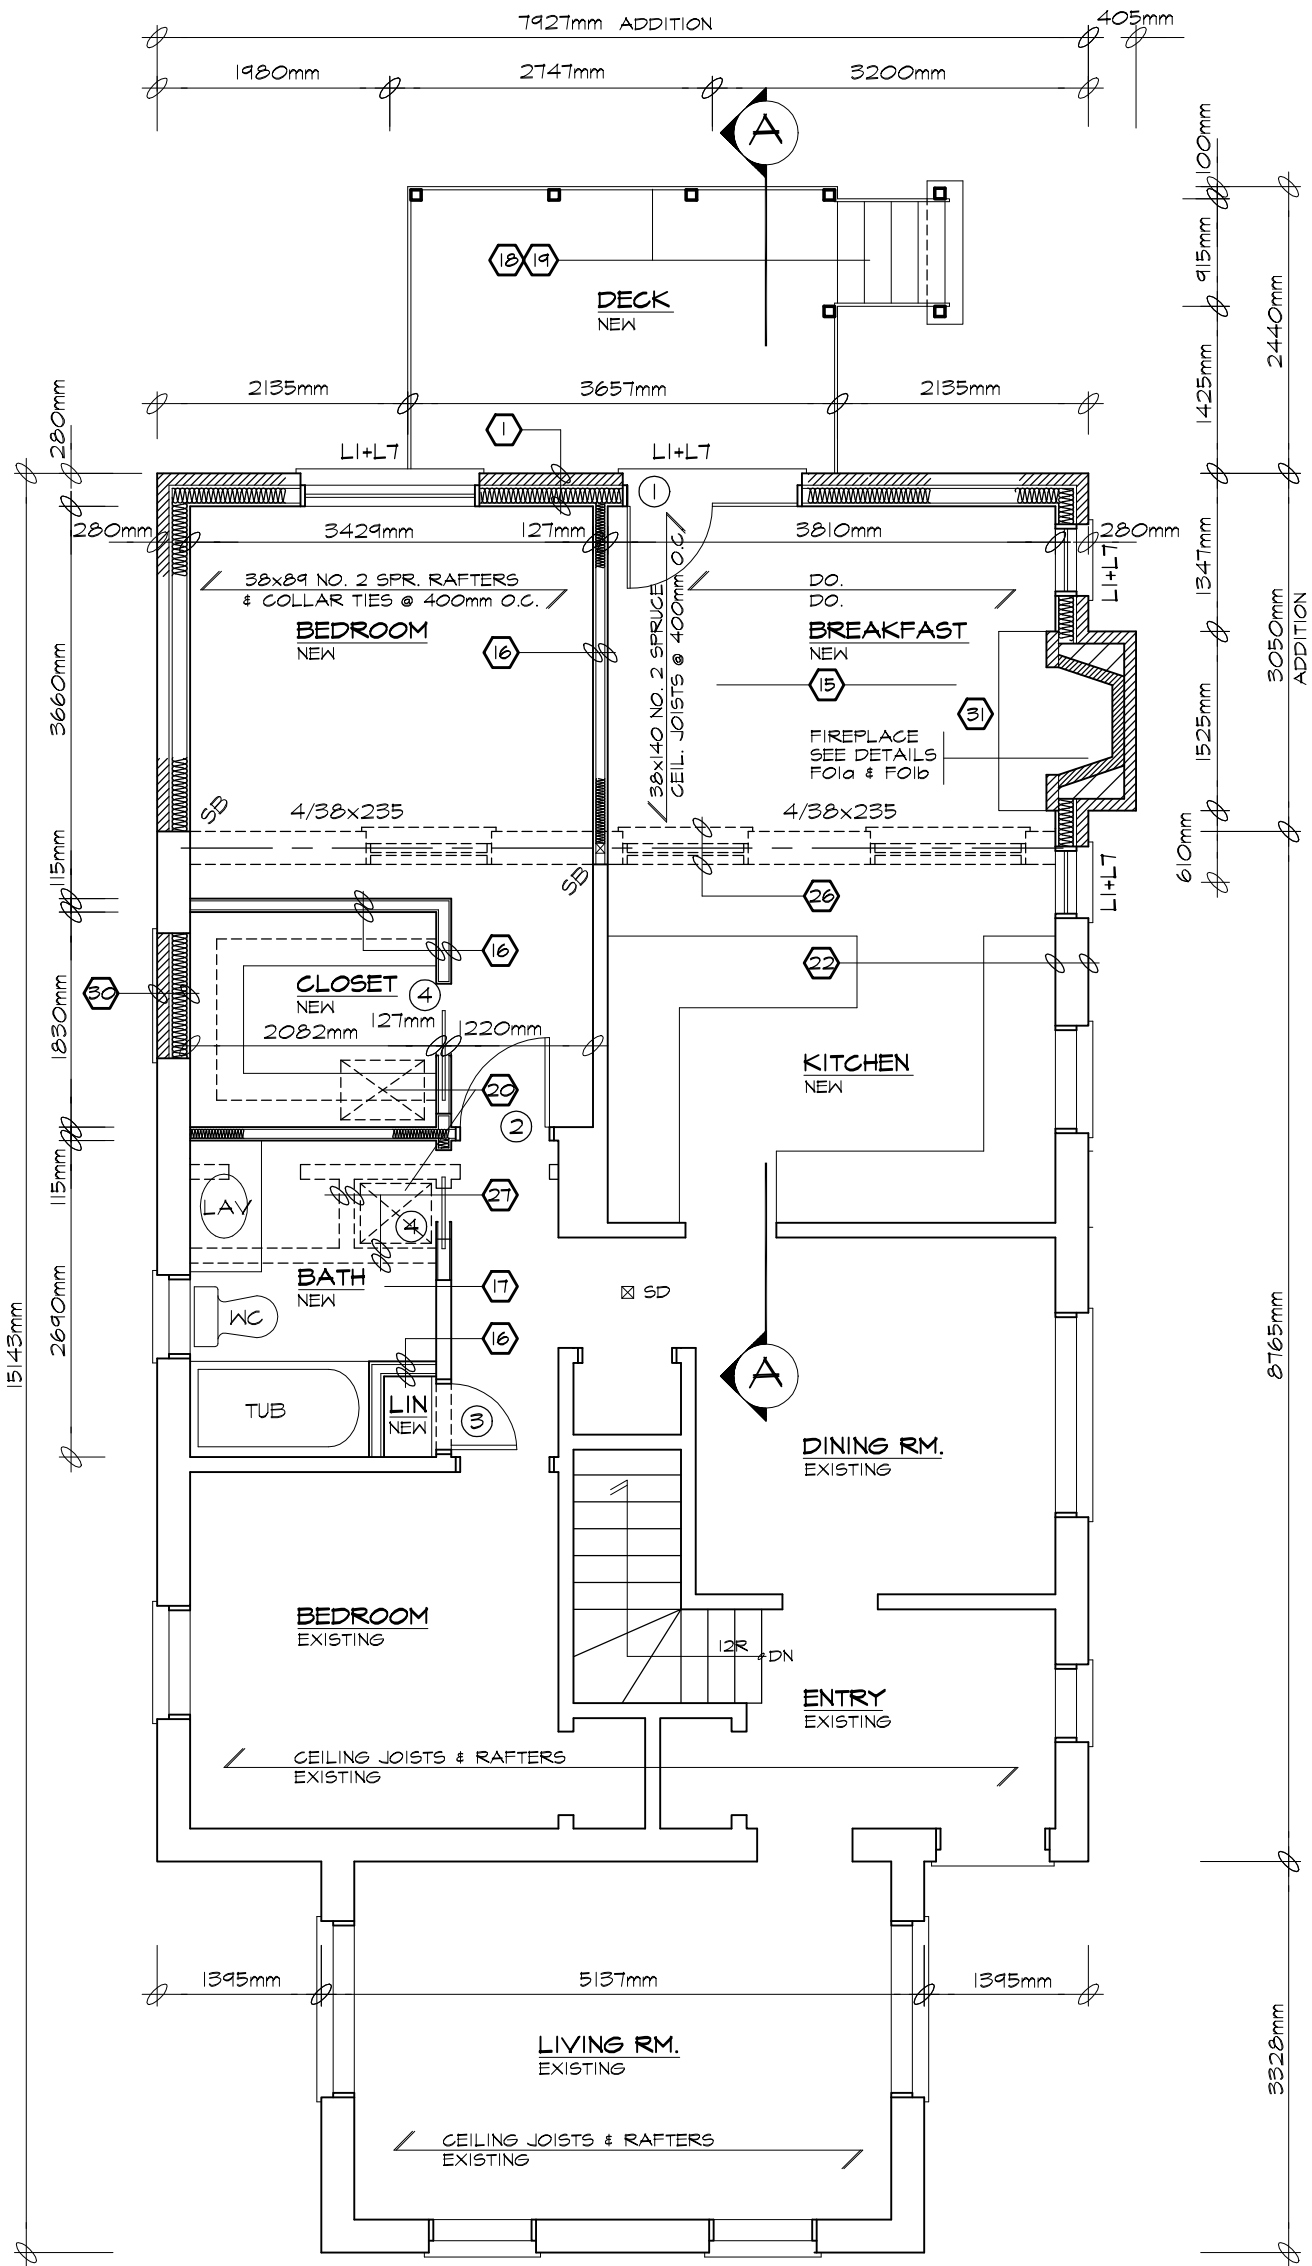 7927mm ADDITION
405mm
1980mm
2747mm
3200mm
A
100mm
915mm
2440mm
18
19
DECK
NEW
1425mm
2135mm
3657mm
2135mm
280mm
1
L1+L7
L1+L7
1
280mm
3429mm
127mm
3810mm
280mm
L1+L7
1347mm
38x89 NO. 2 SPR. RAFTERS
& COLLAR TIES @ 400mm O.C.
DO.
DO.
BEDROOM
NEW
16
38x140 NO. 2 SPRUCE
CEIL. JOISTS @ 400mm O.C.
BREAKFAST
NEW
15
31
3050mm
ADDITION
3660mm
FIREPLACE
SEE DETAILS
F01a & F01b
1525mm
SB
4/38x235
4/38x235
610mm
115mm
SB
26
L1+L7
16
22
30
CLOSET
NEW
4
1830mm
2082mm
127mm
1220mm
KITCHEN
NEW
20
2
115mm
27
LAV
4
BATH
NEW
17
SD
WC
16
2690mm
15143mm
8765mm
A
TUB
LIN
NEW
3
DINING RM.
EXISTING
BEDROOM
EXISTING
12R
DN
ENTRY
EXISTING
CEILING JOISTS & RAFTERS
EXISTING
1395mm
5137mm
1395mm
LIVING RM.
EXISTING
3328mm
CEILING JOISTS & RAFTERS
EXISTING